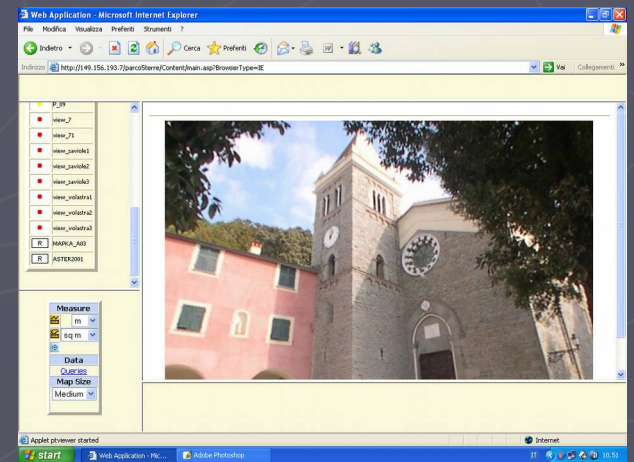 Web Application - Microsoft Internet Explorer
File Modifica Visualizza Preferiti Strumenti ?
Indietro Cerca Preferiti
Indirizzo http://149.156.193.7/parco5terre/Content/main.asp?BrowserType=IE Vai Collegamenti »
P_09
view_7
view_71
view_saviole1
view_saviole2
view_saviole3
view_volastra1
view_volastra2
view_volastra3
R MAPKA_A03
R ASTER2001
Measure
m
sq m
Data
Queries
Map Size
Medium
Applet ptviewer started Internet
start Web Application - Mic... Adobe Photoshop IT 10.51